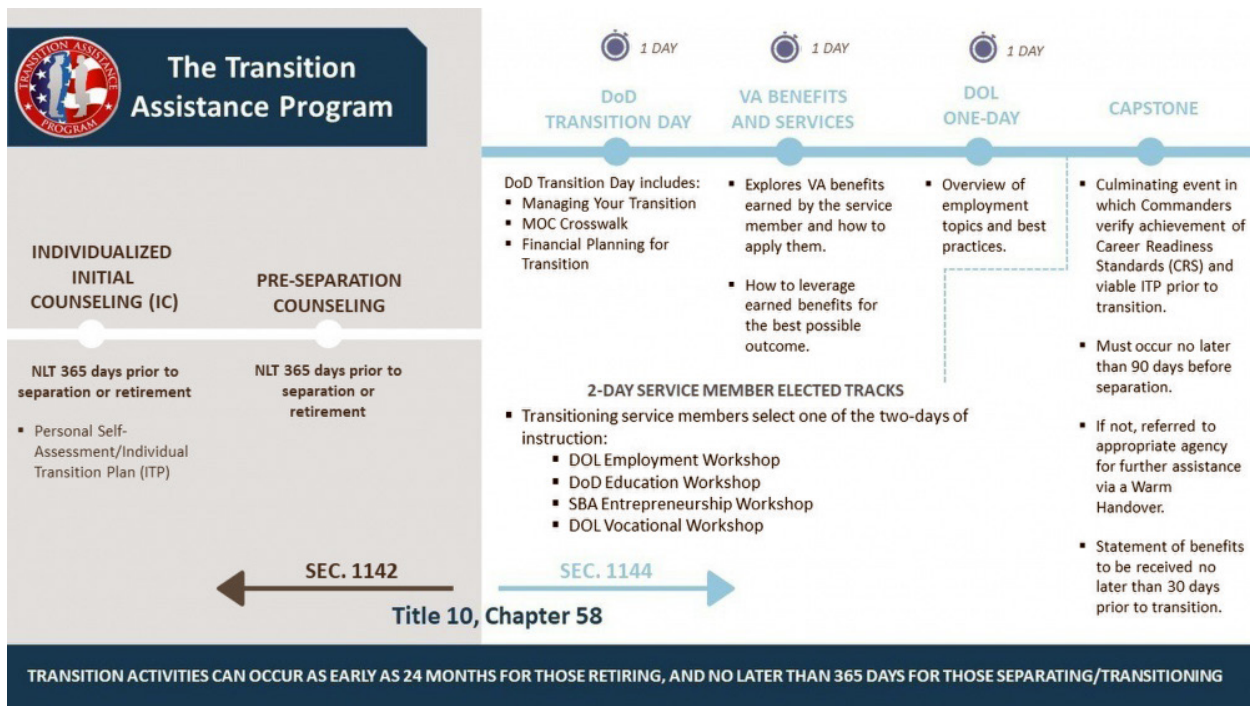 TRANSITION ASSISTANCE
PROGRAM
The Transition
Assistance Program
INDIVIDUALIZED
INITIAL
COUNSELING (IC)
NLT 365 days prior to
separation or retirement
▪ Personal Self-
Assessment/Individual
Transition Plan (ITP)
PRE-SEPARATION
COUNSELING
NLT 365 days prior to
separation or
retirement
1 DAY
DoD
TRANSITION DAY
DoD Transition Day includes:
▪ Managing Your Transition
▪ MOC Crosswalk
▪ Financial Planning for
Transition
1 DAY
VA BENEFITS
AND SERVICES
▪ Explores VA benefits
earned by the service
member and how to
apply them.
▪ How to leverage
earned benefits for
the best possible
outcome.
1 DAY
DOL
ONE-DAY
▪ Overview of
employment
topics and best
practices.
2-DAY SERVICE MEMBER ELECTED TRACKS
▪ Transitioning service members select one of the two-days of
instruction:
▪ DOL Employment Workshop
▪ DoD Education Workshop
▪ SBA Entrepreneurship Workshop
▪ DOL Vocational Workshop
CAPSTONE
▪ Culminating event in
which Commanders
verify achievement of
Career Readiness
Standards (CRS) and
viable ITP prior to
transition.
▪ Must occur no later
than 90 days before
separation.
▪ If not, referred to
appropriate agency
for further assistance
via a Warm
Handover.
▪ Statement of benefits
to be received no
later than 30 days
prior to transition.
SEC. 1142
SEC. 1144
Title 10, Chapter 58
TRANSITION ACTIVITIES CAN OCCUR AS EARLY AS 24 MONTHS FOR THOSE RETIRING, AND NO LATER THAN 365 DAYS FOR THOSE SEPARATING/TRANSITIONING